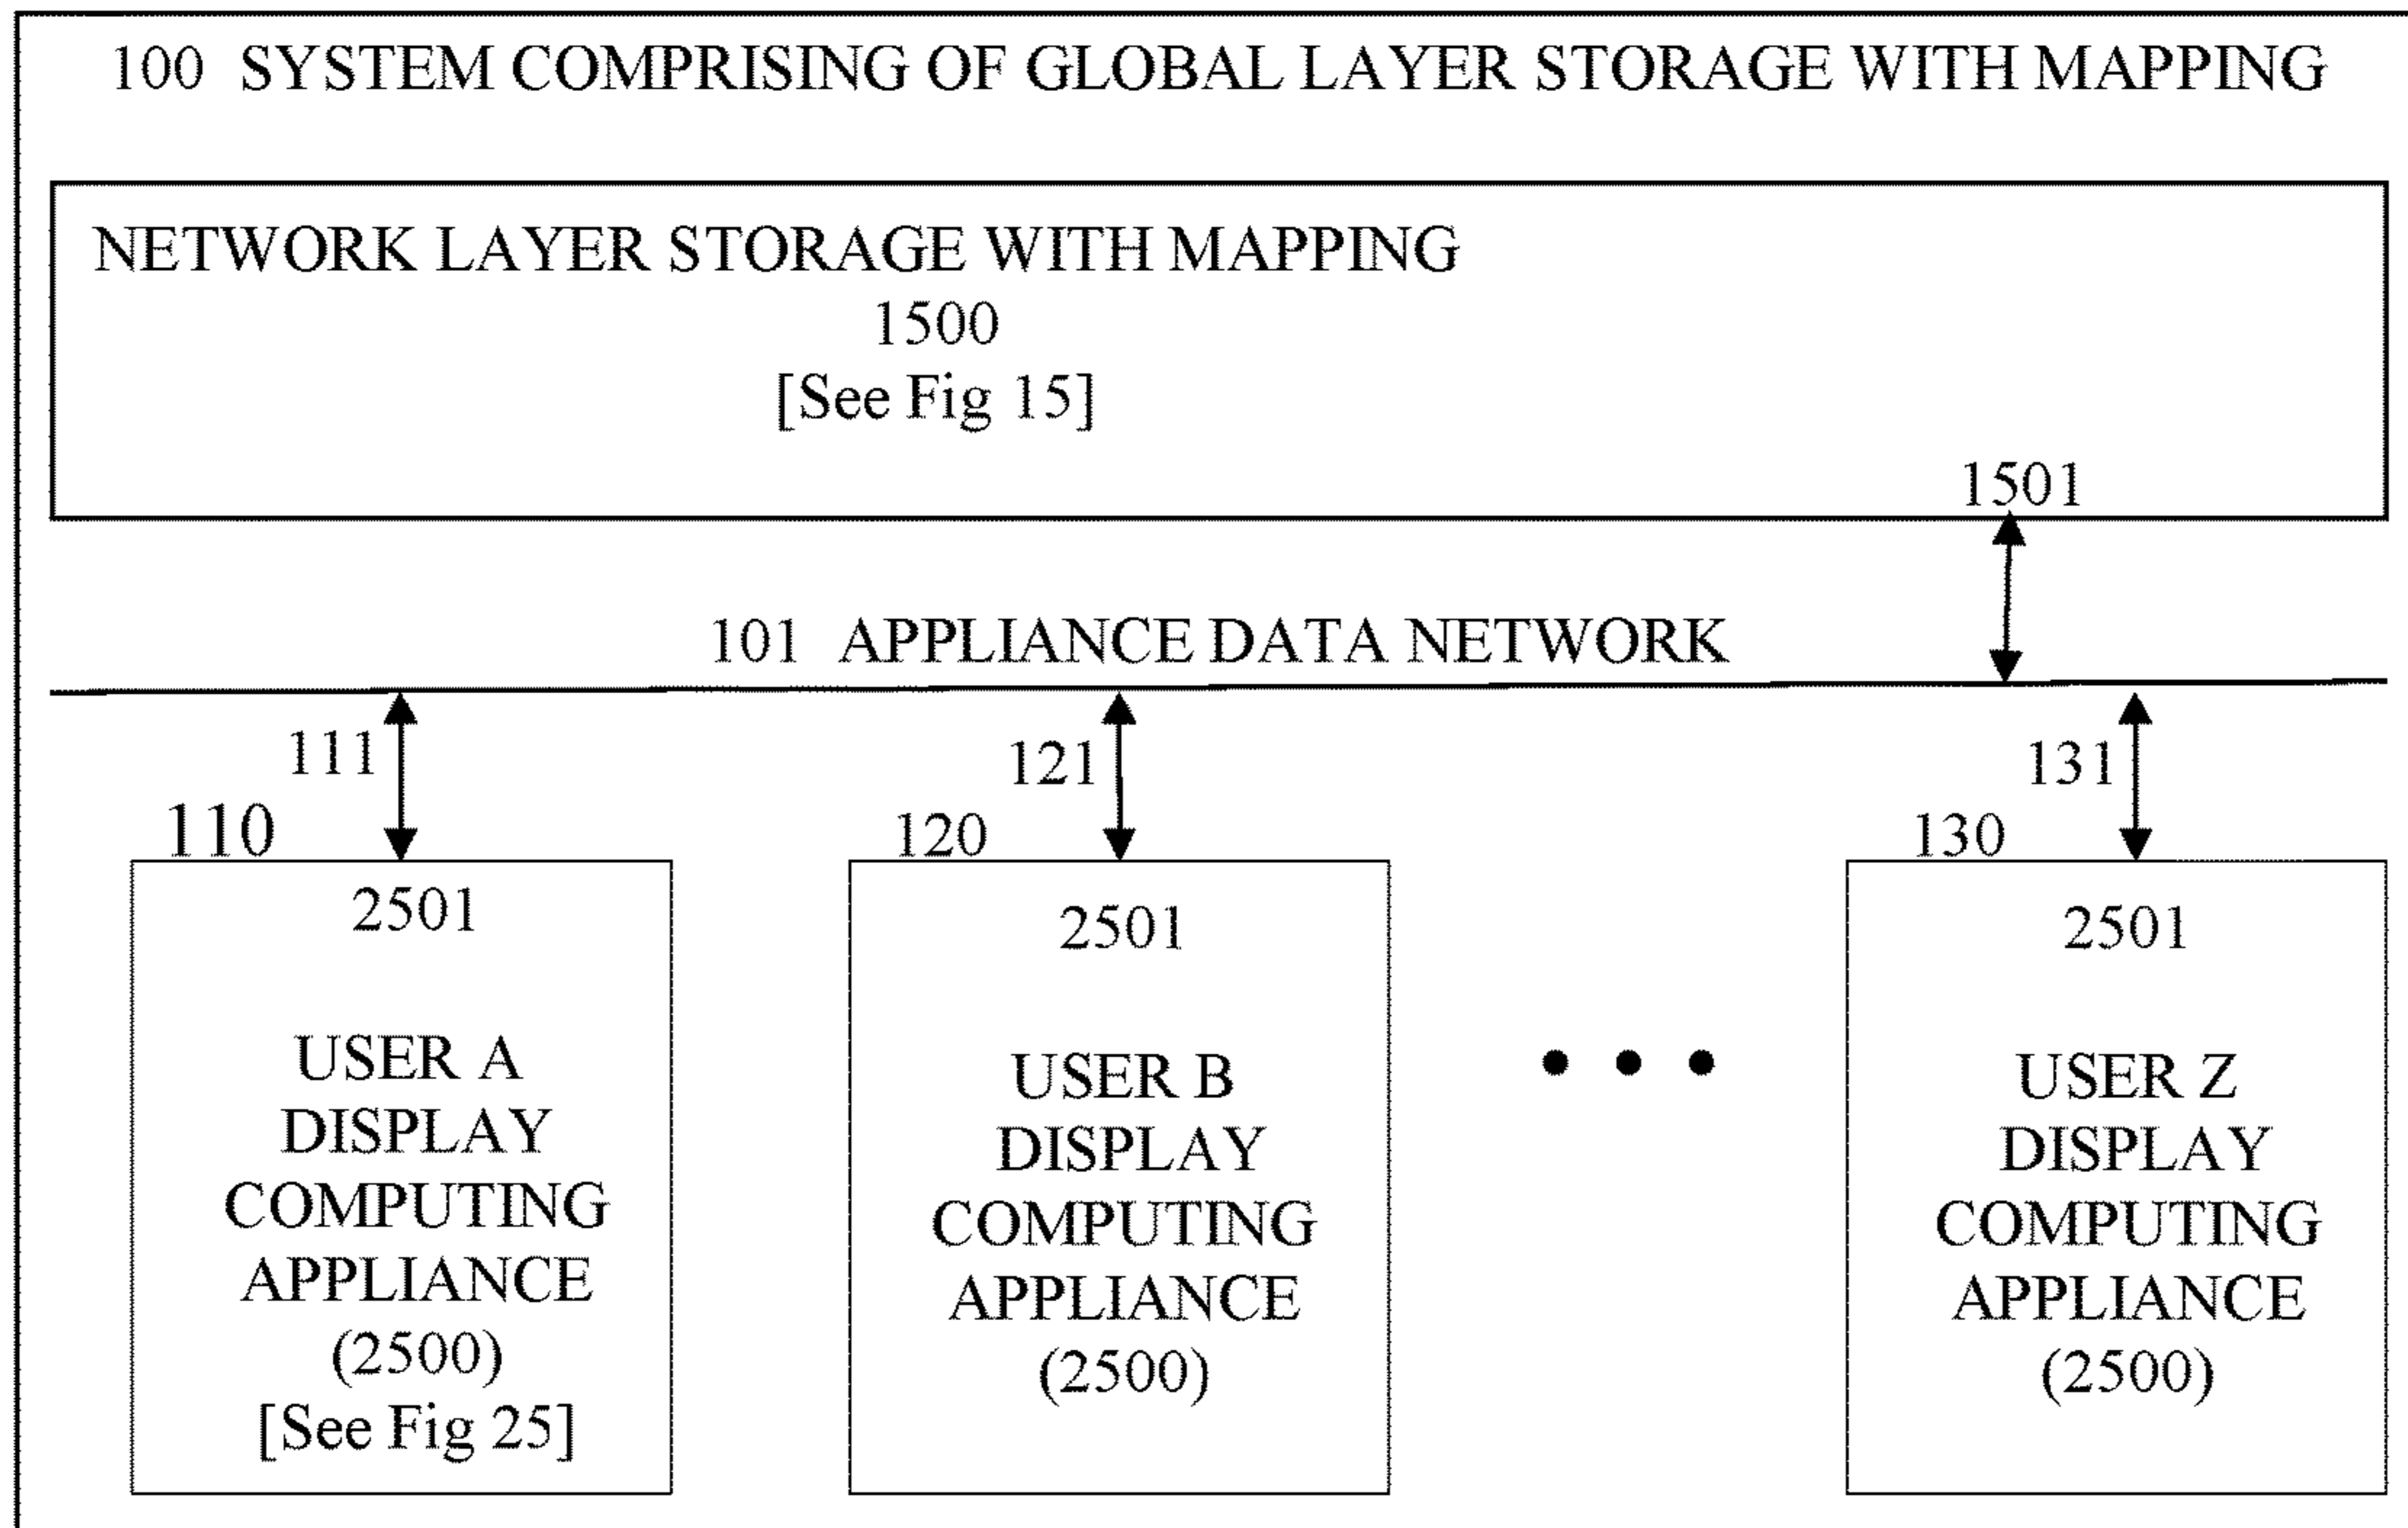 100 SYSTEM COMPRISING OF GLOBAL LAYER STORAGE WITH MAPPING
NETWORK LAYER STORAGE WITH MAPPING
1500
[See Fig 15]
1501
101 APPLIANCE DATA NETWORK
111
121
131
110
120
130
2501
USER A
DISPLAY
COMPUTING
APPLIANCE
(2500)
[See Fig 25]
2501
USER B
DISPLAY
COMPUTING
APPLIANCE
(2500)
• • •
2501
USER Z
DISPLAY
COMPUTING
APPLIANCE
(2500)